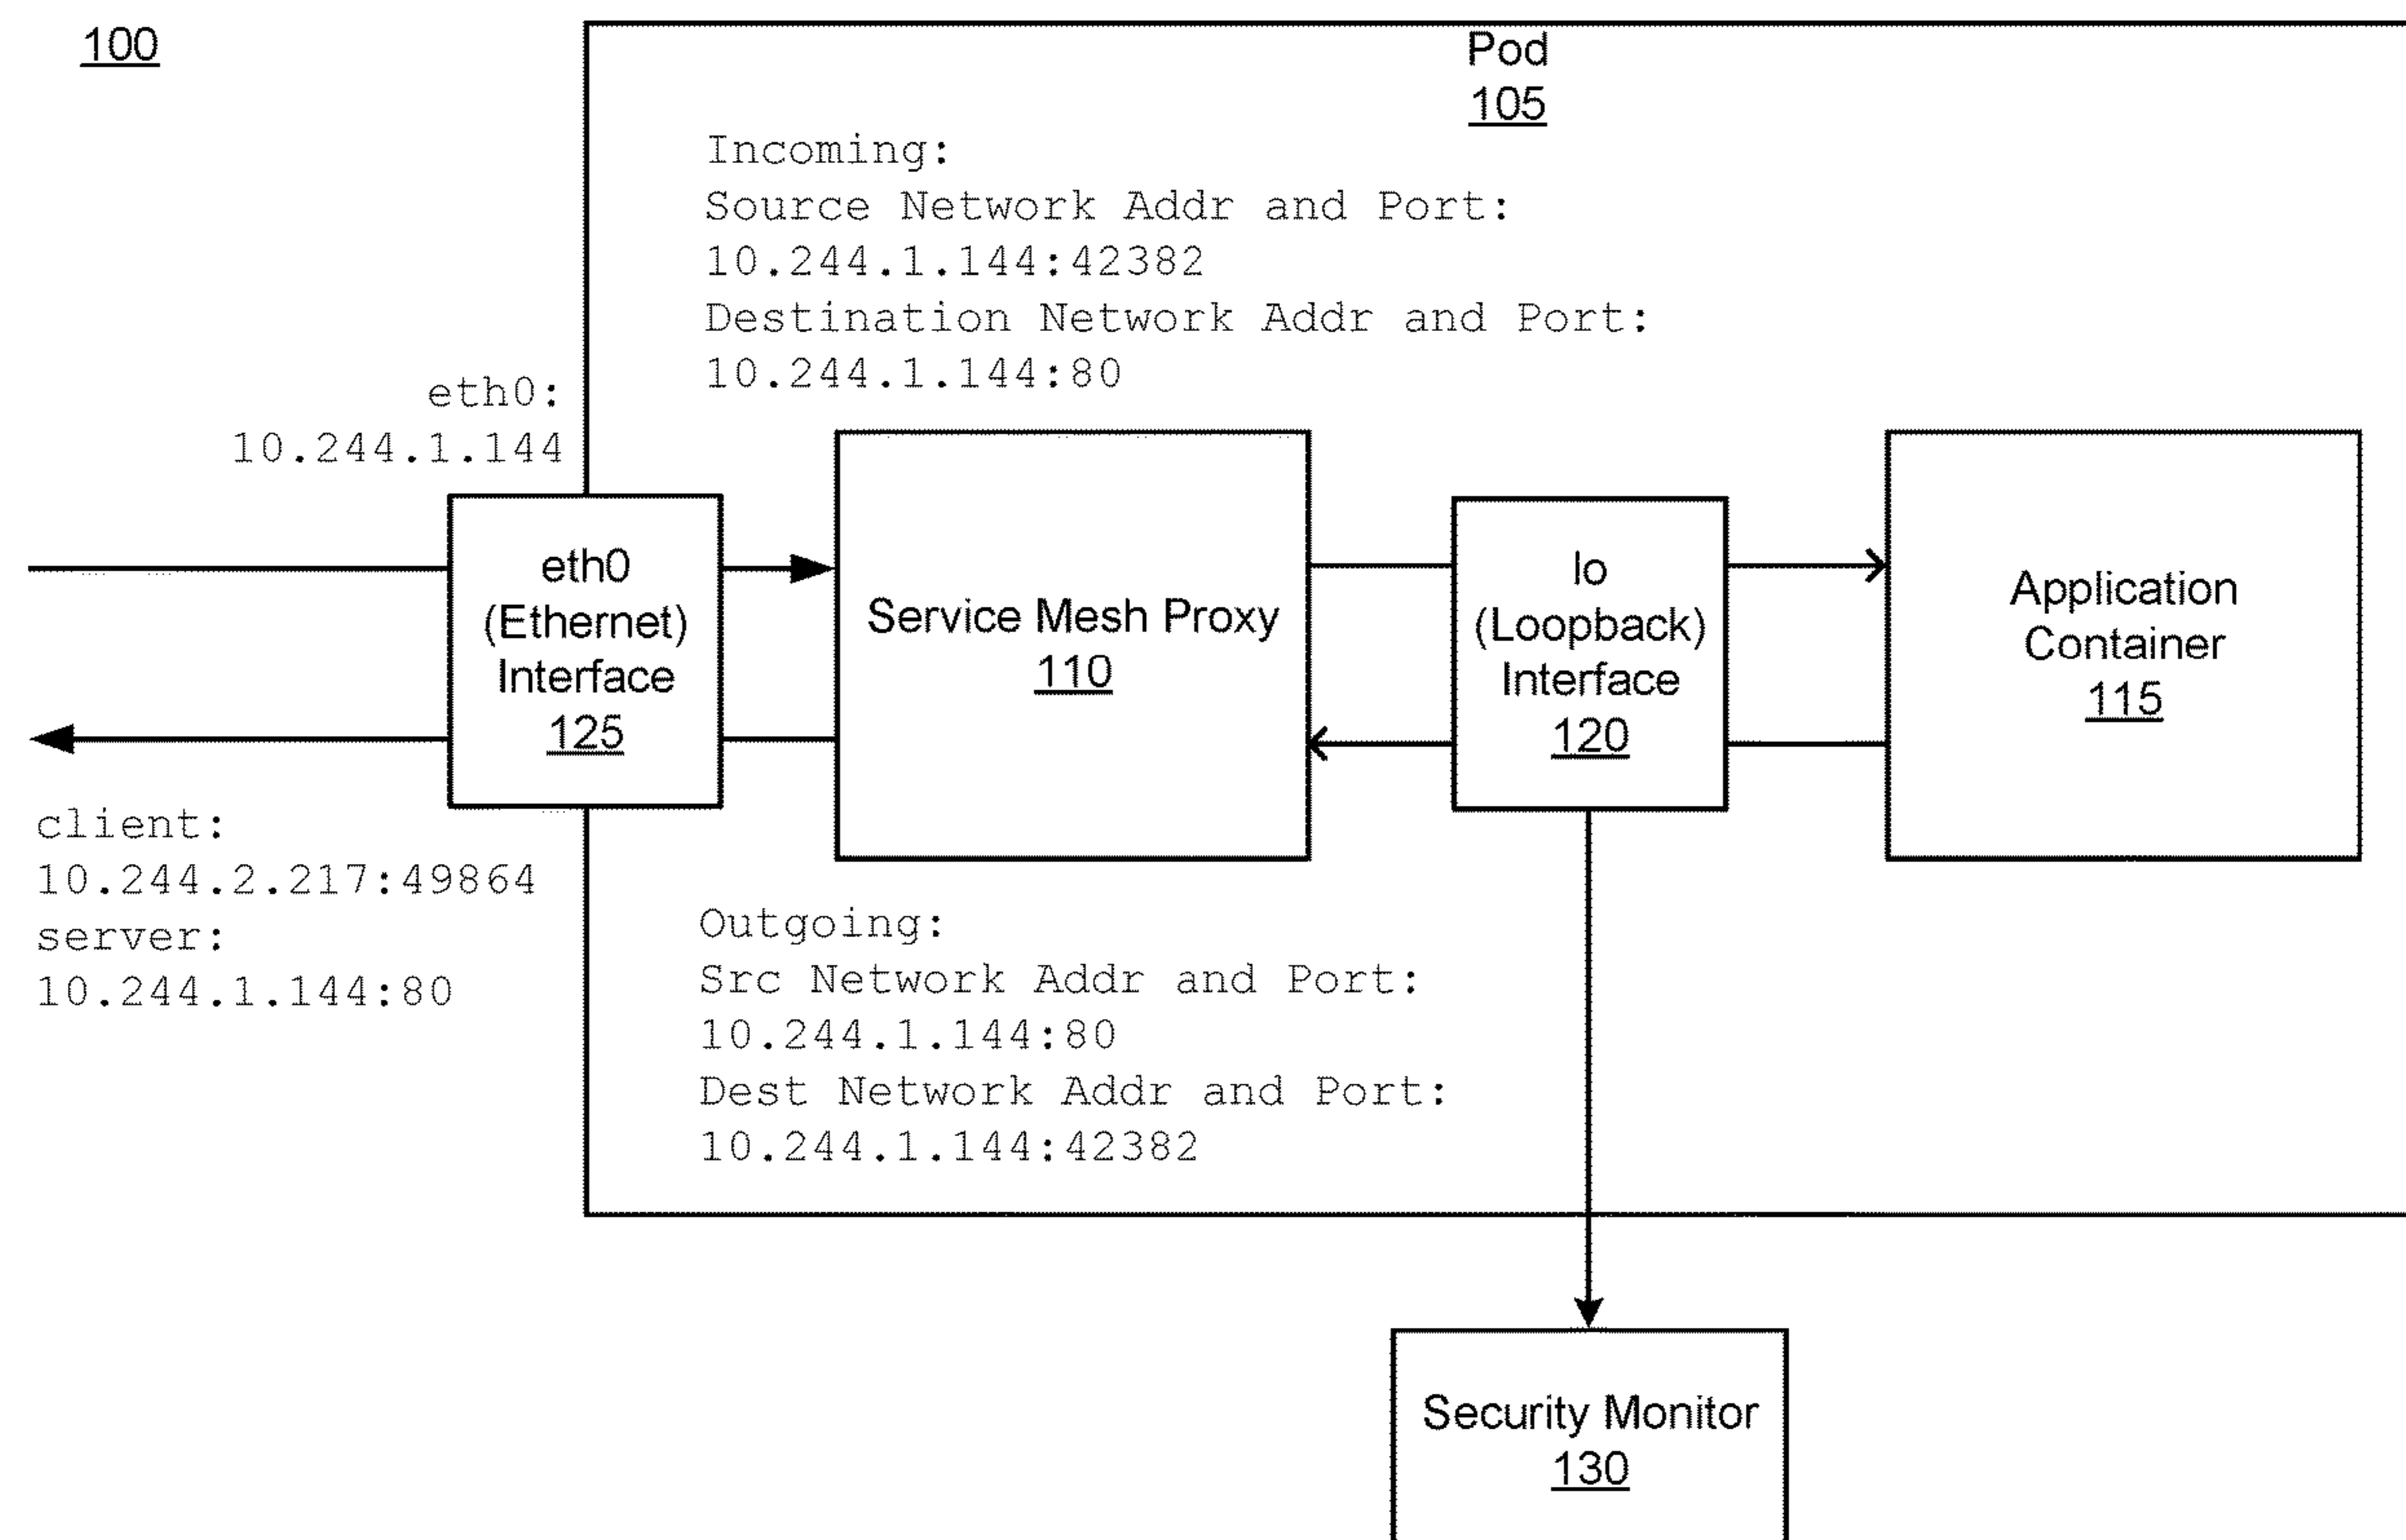 100
Pod
105
Incoming:
Source Network Addr and Port:
10.244.1.144:42382
Destination Network Addr and Port:
10.244.1.144:80
eth0:
10.244.1.144
eth0
(Ethernet)
Interface
125
Service Mesh Proxy
110
lo
(Loopback)
Interface
120
Application
Container
115
client:
10.244.2.217:49864
server:
10.244.1.144:80
Outgoing:
Src Network Addr and Port:
10.244.1.144:80
Dest Network Addr and Port:
10.244.1.144:42382
Security Monitor
130